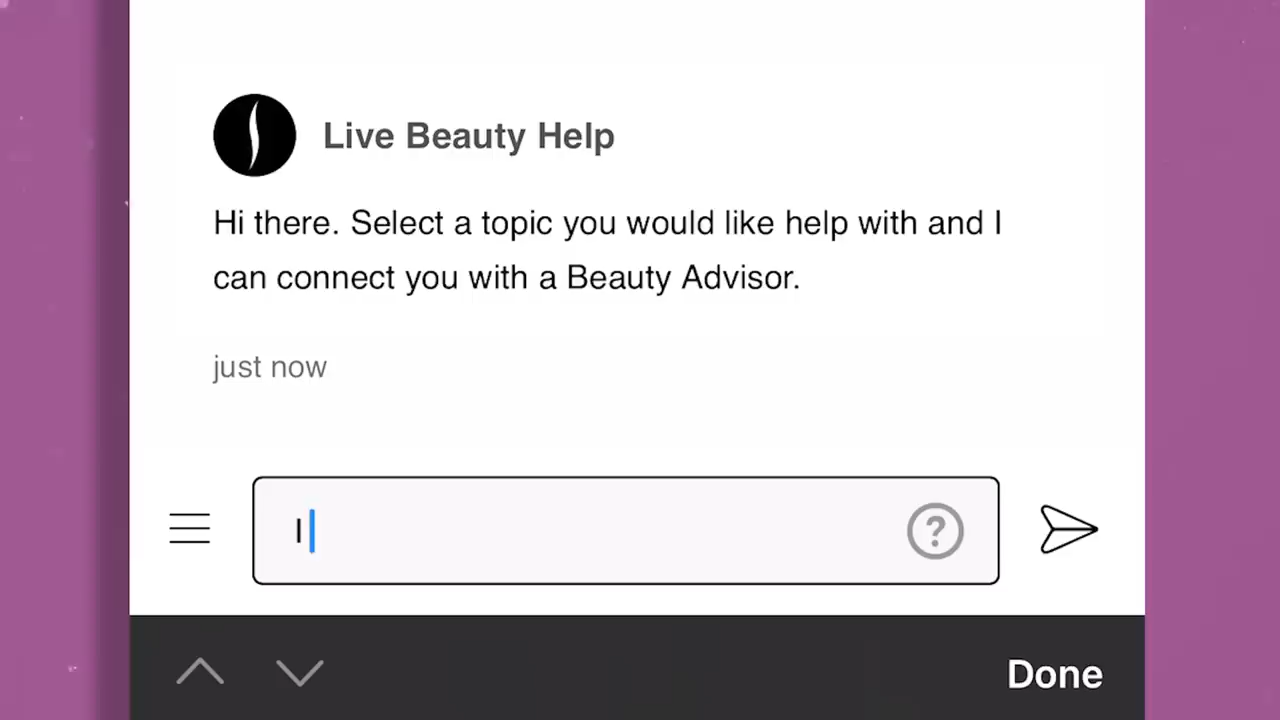 Live Beauty Help
Hi there. Select a topic you would like help with and I
can connect you with a Beauty Advisor.
just now
I
?
Done